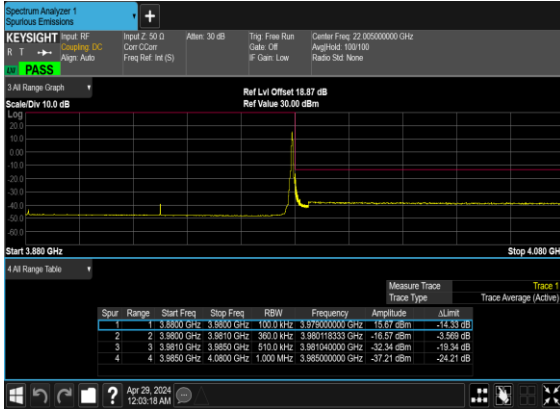 Spectrum Analyzer 1
Spurious Emissions
+
KEYSIGHT Input: RF Input Z: 50 Ω Atten: 30 dB Trig: Free Run Center Freq: 22.005000000 GHz
R T Coupling: DC Corr CCorr Gate: Off Avg|Hold: 100/100
Align: Auto Freq Ref: Int (S) IF Gain: Low Radio Std: None
PASS
3 All Range Graph
Ref Lvl Offset 18.87 dB
Scale/Div 10.0 dB Ref Value 30.00 dBm
Log
20.0
10.0
0.00
-10.0
-20.0
-30.0
-40.0
-50.0
-60.0
Start 3.880 GHz Stop 4.080 GH
4 All Range Table
Measure Trace Trace 1
Trace Type Trace Average (Active)
Spur Range Start Freq Stop Freq RBW Frequency Amplitude ΔLimit
1 1 3.8800 GHz 3.9800 GHz 100.0 kHz 3.979000000 GHz 15.67 dBm -14.33 dB
2 2 3.9800 GHz 3.9810 GHz 360.0 kHz 3.980118333 GHz -16.57 dBm -3.569 dB
3 3 3.9810 GHz 3.9850 GHz 510.0 kHz 3.981040000 GHz -32.34 dBm -19.34 dB
4 4 3.9850 GHz 4.0800 GHz 1.000 MHz 3.985000000 GHz -37.21 dBm -24.21 dB
? Apr 29, 2024
12:03:18 AM